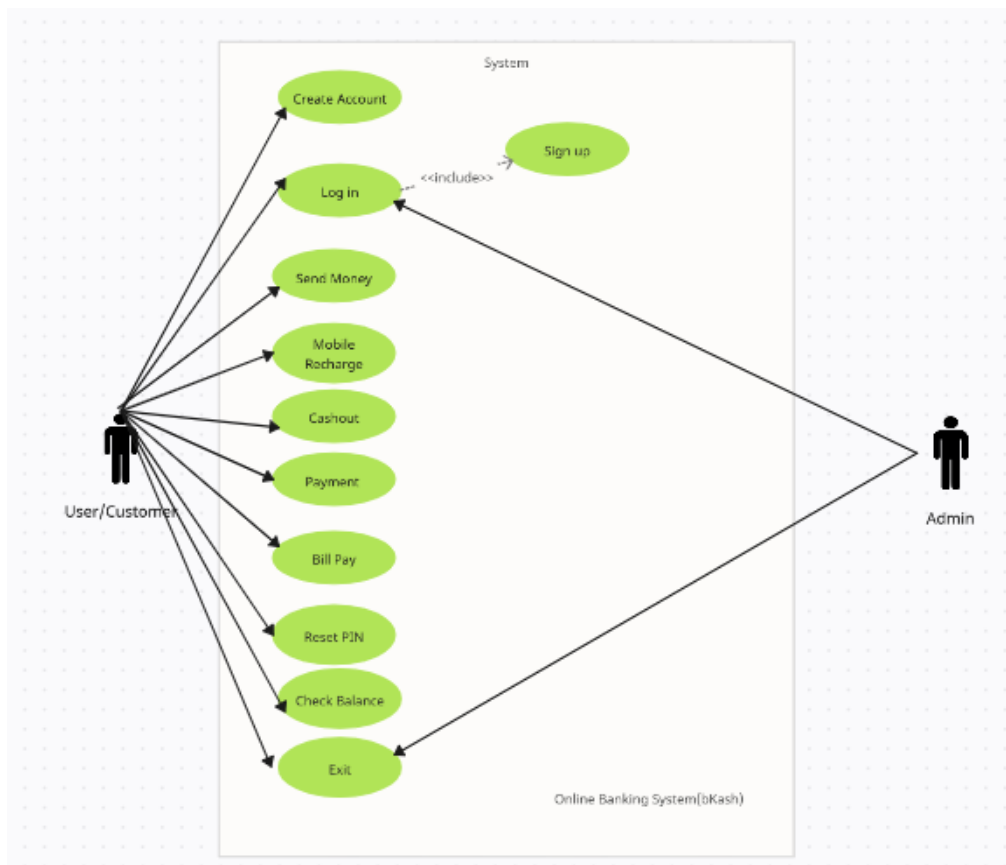 System
Create Account
Sign up
<<include>>
Log in
Send Money
Mobile
Recharge
Cashout
Payment
User/Customer
Admin
Bill Pay
Reset PIN
Check Balance
Exit
Online Banking System(bKash)